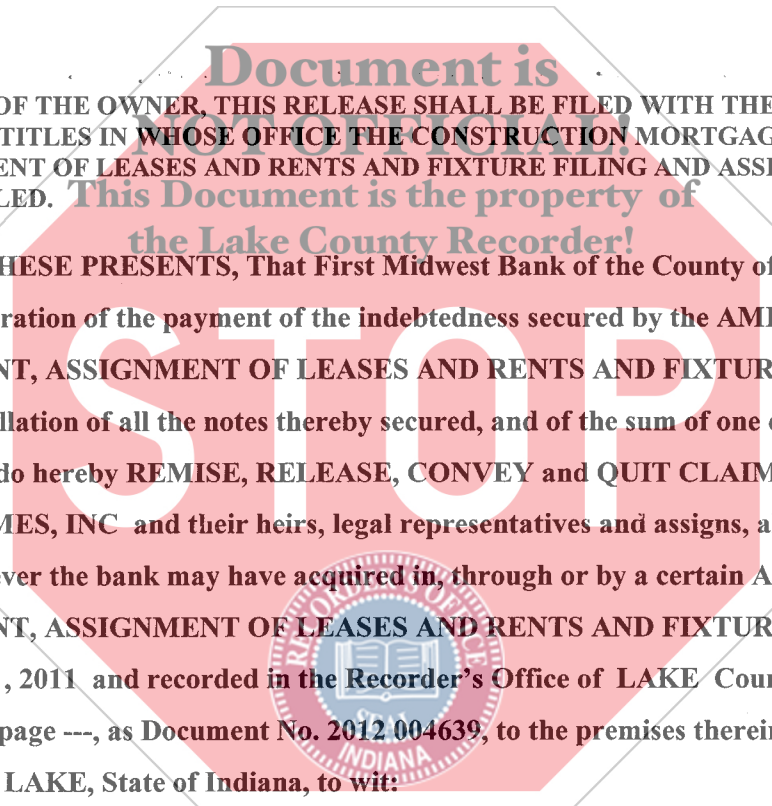 Document is
OF THE OWNER, THIS RELEASE SHALL BE FILED WITH THE
NOT OFFICIAL!
TITLES IN WHOSE OFFICE THE CONSTRUCTION MORTGAG
ENT OF LEASES AND RENTS AND FIXTURE FILING AND ASSI
LED.
This Document is the property of
the Lake County Recorder!
HESE PRESENTS, That First Midwest Bank of the County of
ration of the payment of the indebtedness secured by the AME
NT, ASSIGNMENT OF LEASES AND RENTS AND FIXTUR
llation of all the notes thereby secured, and of the sum of one
do hereby REMISE, RELEASE, CONVEY and QUIT CLAIM
MES, INC and their heirs, legal representatives and assigns, a
ever the bank may have acquired in, through or by a certain A
NT, ASSIGNMENT OF LEASES AND RENTS AND FIXTUR
, 2011 and recorded in the Recorder's Office of LAKE Coun
page ---, as Document No. 2012 004639, to the premises therein
LAKE, State of Indiana, to wit:
STOP
RECORDER'S OFFICE
SEAL
INDIANA